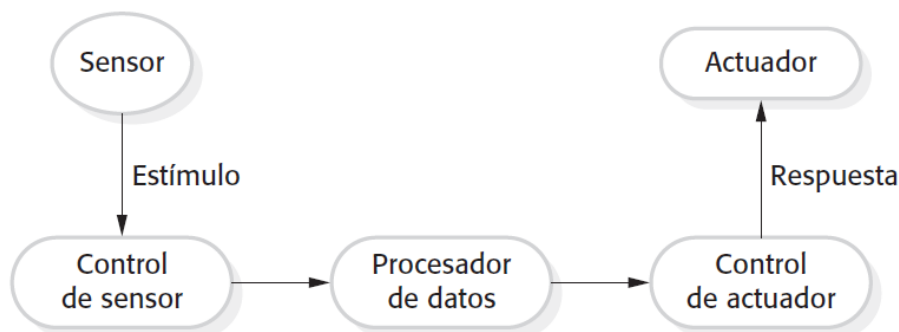 Sensor
Actuador
Estímulo
Respuesta
Control
de sensor
Procesador
de datos
Control
de actuador